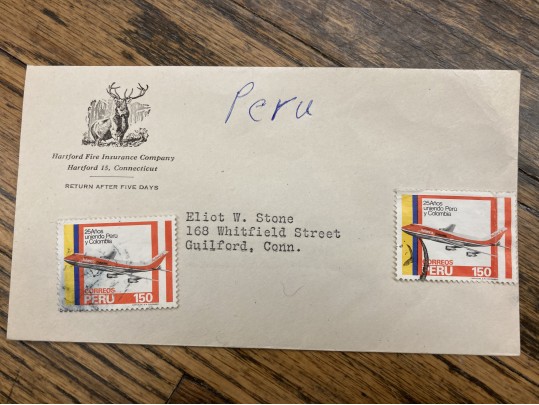 Peru
Hartford Fire Insurance Company
Hartford 15, Connecticut
RETURN AFTER FIVE DAYS
Eliot W. Stone
168 Whitfield Street
Guilford, Conn.
25 Años
uniendo Perú
y Colombia
CORREOS
PERU 150
25 Años
uniendo Perú
y Colombia
CORREOS
PERU 150